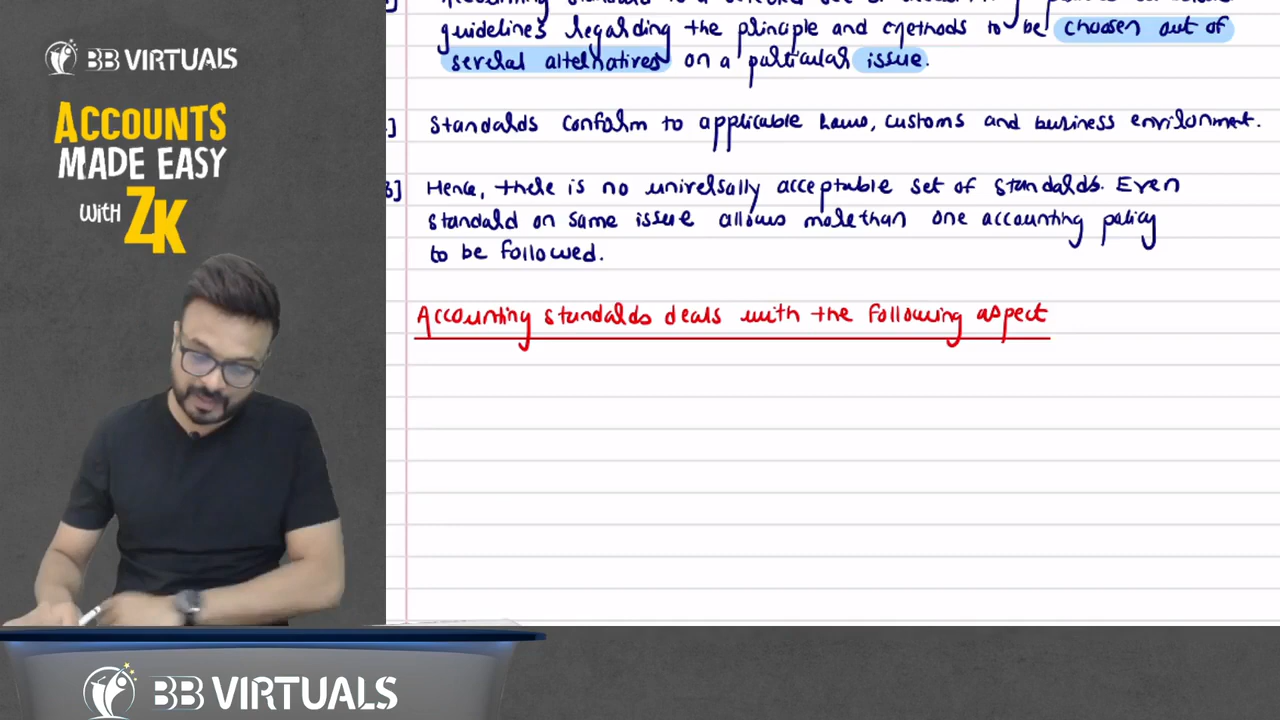 BB VIRTUALS
ACCOUNTS
MADE EASY
with ZK
guidelines regarding the principle and methods to be choosen out of
several alternatives on a particular issue.
standards conform to applicable laws, customs and business environment.
3] Hence, there is no universally acceptable set of standards. Even
standard on same issue allows more than one accounting policy
to be followed.
Accounting standards deals with the following aspect
BB VIRTUALS